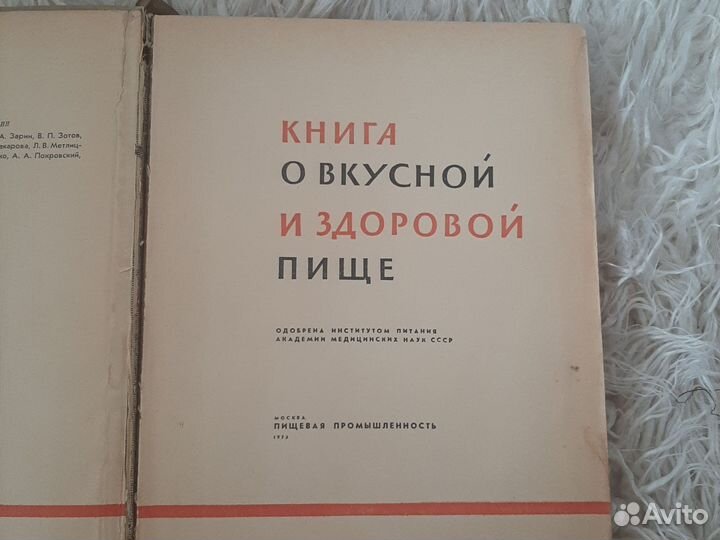 А. Зарин, В. П. Зотов,
Л. В. Метлиц-
А. А. Покровский,
КНИГА
О ВКУСНОЙ
И ЗДОРОВОЙ
ПИЩЕ
ОДОБРЕНА ИНСТИТУТОМ ПИТАНИЯ
АКАДЕМИИ МЕДИЦИНСКИХ НАУК СССР
МОСКВА
ПИЩЕВАЯ ПРОМЫШЛЕННОСТЬ
Avito